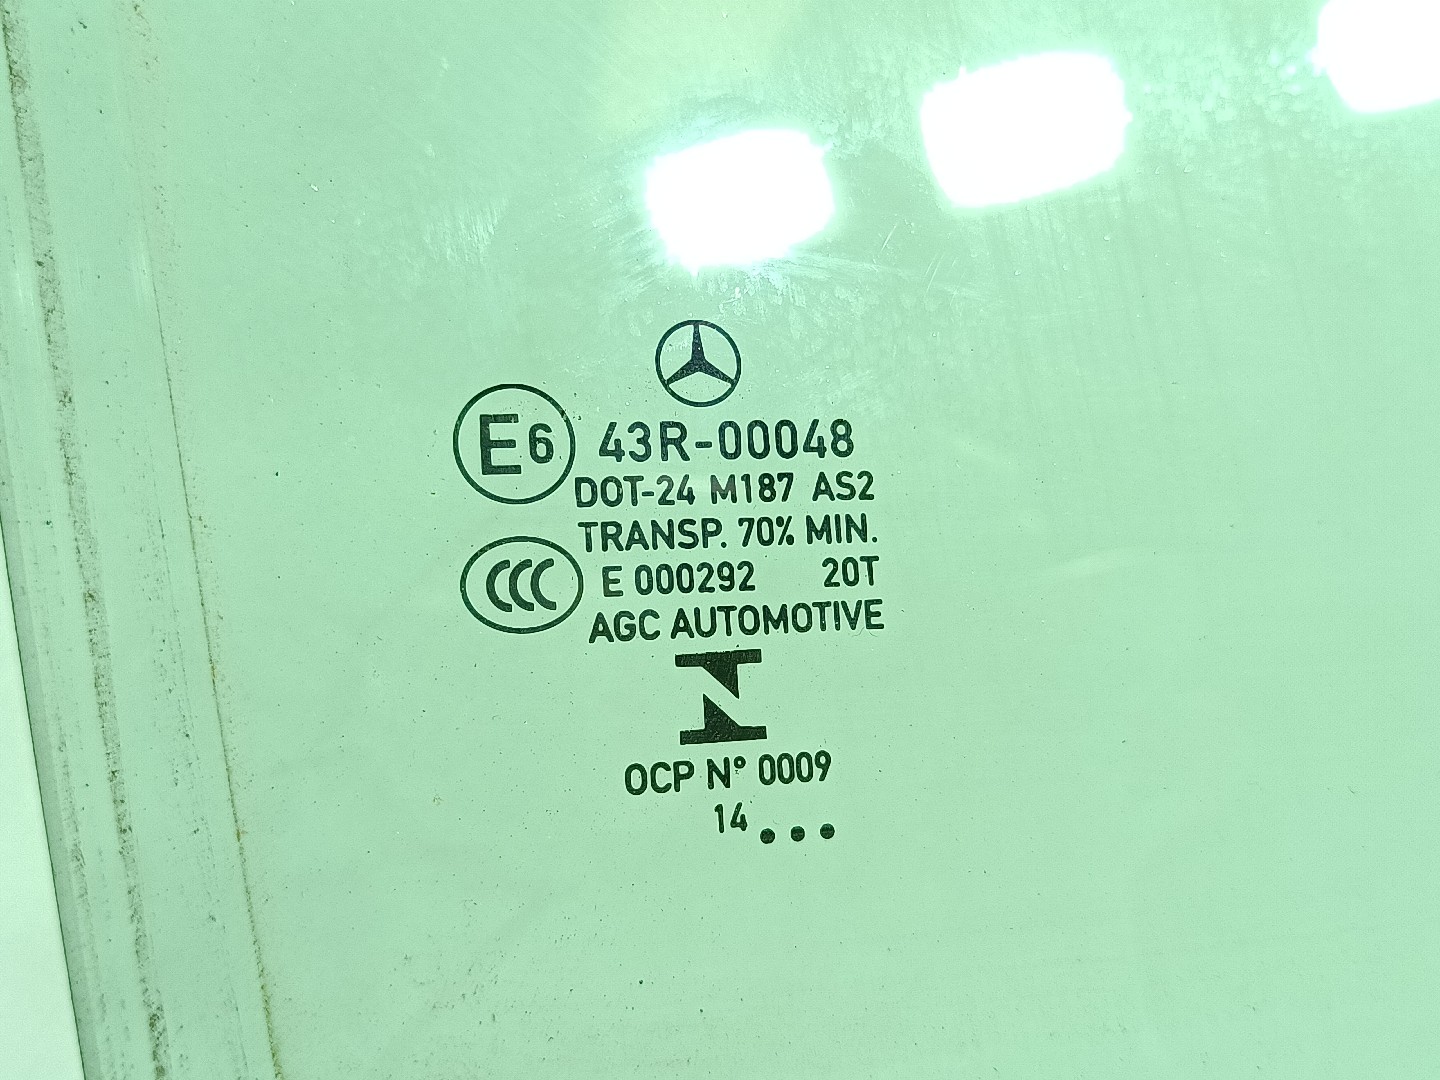 E6 43R-00048
DOT-24 M187 AS2
TRANSP. 70% MIN.
CCC E 000292 20T
AGC AUTOMOTIVE
OCP N° 0009
14 ...